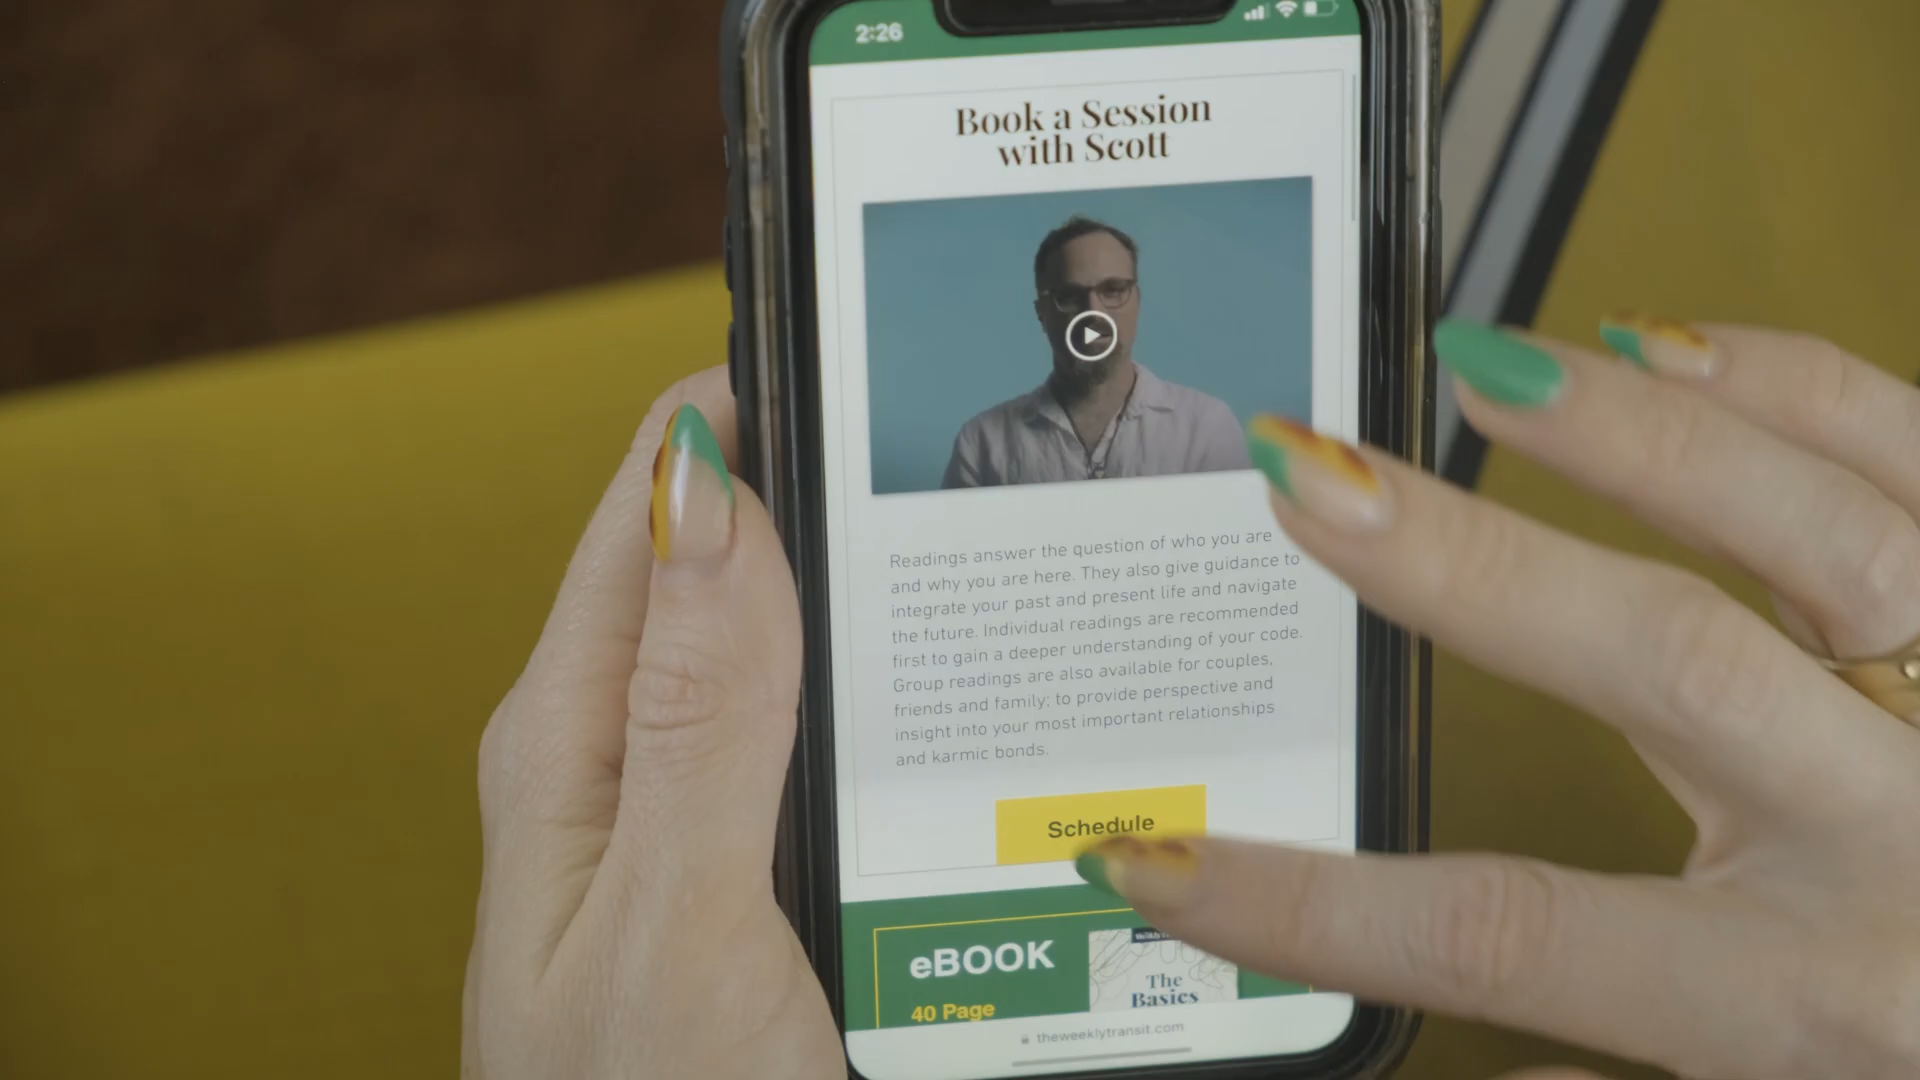 2:26
Book a Session
with Scott
Readings answer the question of who you are
and why you are here. They also give guidance to
integrate your past and present life and navigate
the future. Individual readings are recommended
first to gain a deeper understanding of your code.
Group readings are also available for couples,
friends and family; to provide perspective and
insight into your most important relationships
and karmic bonds.
Schedule
eBOOK
40 Page
The
Basics
theweeklytransit.com